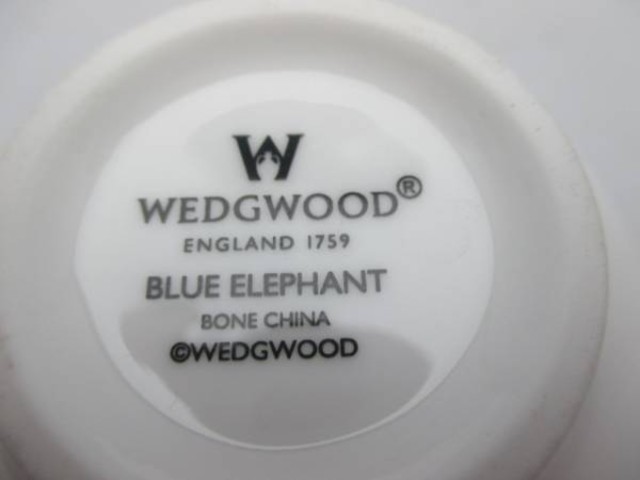 W
WEDGWOOD®
ENGLAND 1759
BLUE ELEPHANT
BONE CHINA
©WEDGWOOD